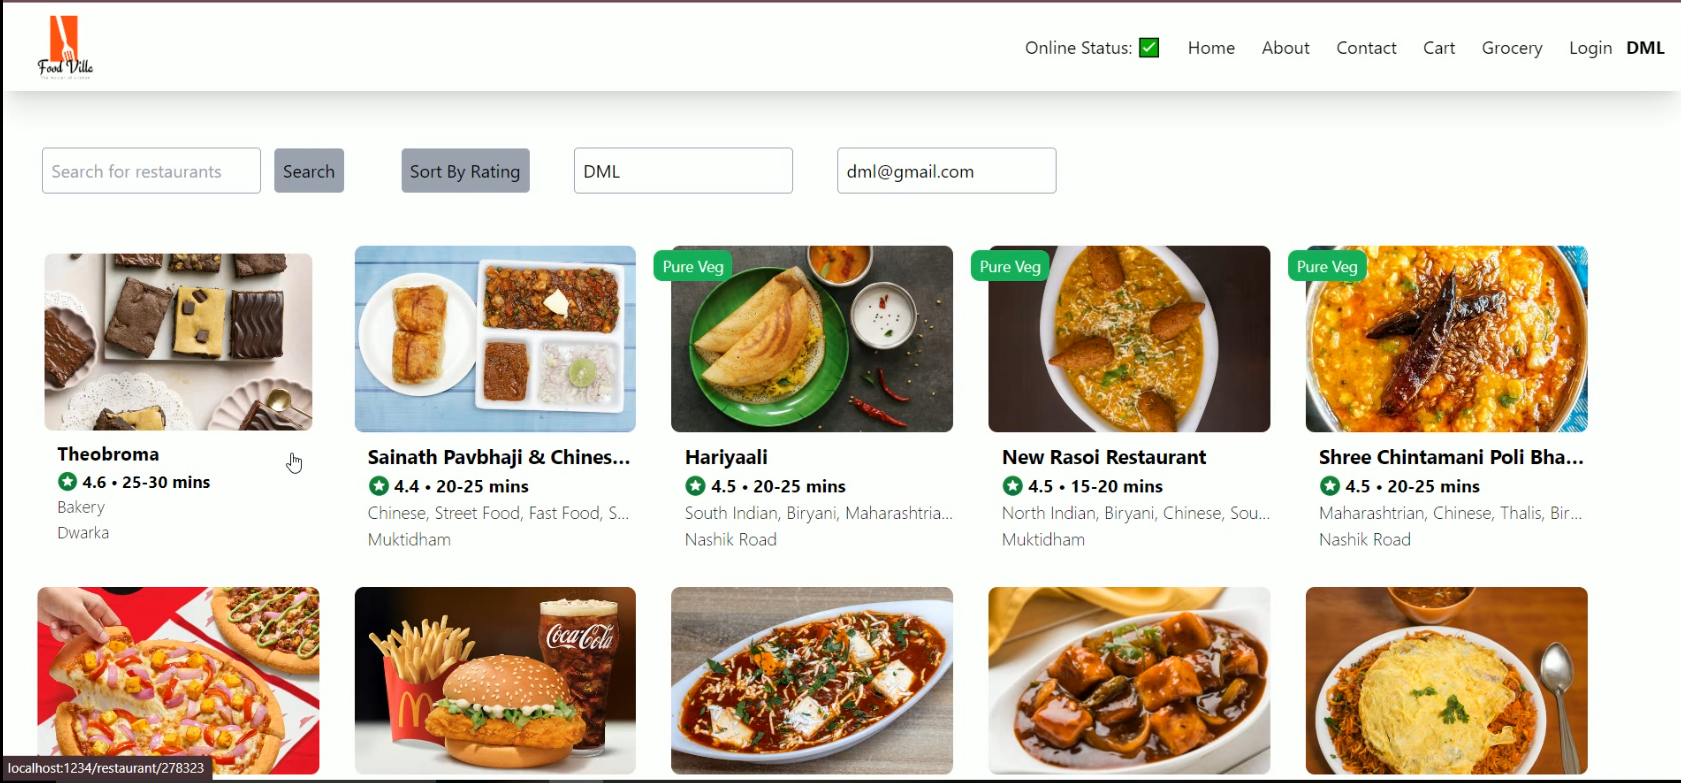 Food Villa
Online Status: ✅ Home About Contact Cart Grocery Login DML
Search for restaurants Search Sort By Rating DML dml@gmail.com
Pure Veg Pure Veg Pure Veg
Theobroma
4.6 • 25-30 mins
Bakery
Dwarka
Sainath Pavbhaji & Chines...
4.4 • 20-25 mins
Chinese, Street Food, Fast Food, S...
Muktidham
Hariyaali
4.5 • 20-25 mins
South Indian, Biryani, Maharashtria...
Nashik Road
New Rasoi Restaurant
4.5 • 15-20 mins
North Indian, Biryani, Chinese, Sou...
Muktidham
Shree Chintamani Poli Bha...
4.5 • 20-25 mins
Maharashtrian, Chinese, Thalis, Bir...
Nashik Road
Coca-Cola
localhost:1234/restaurant/278323